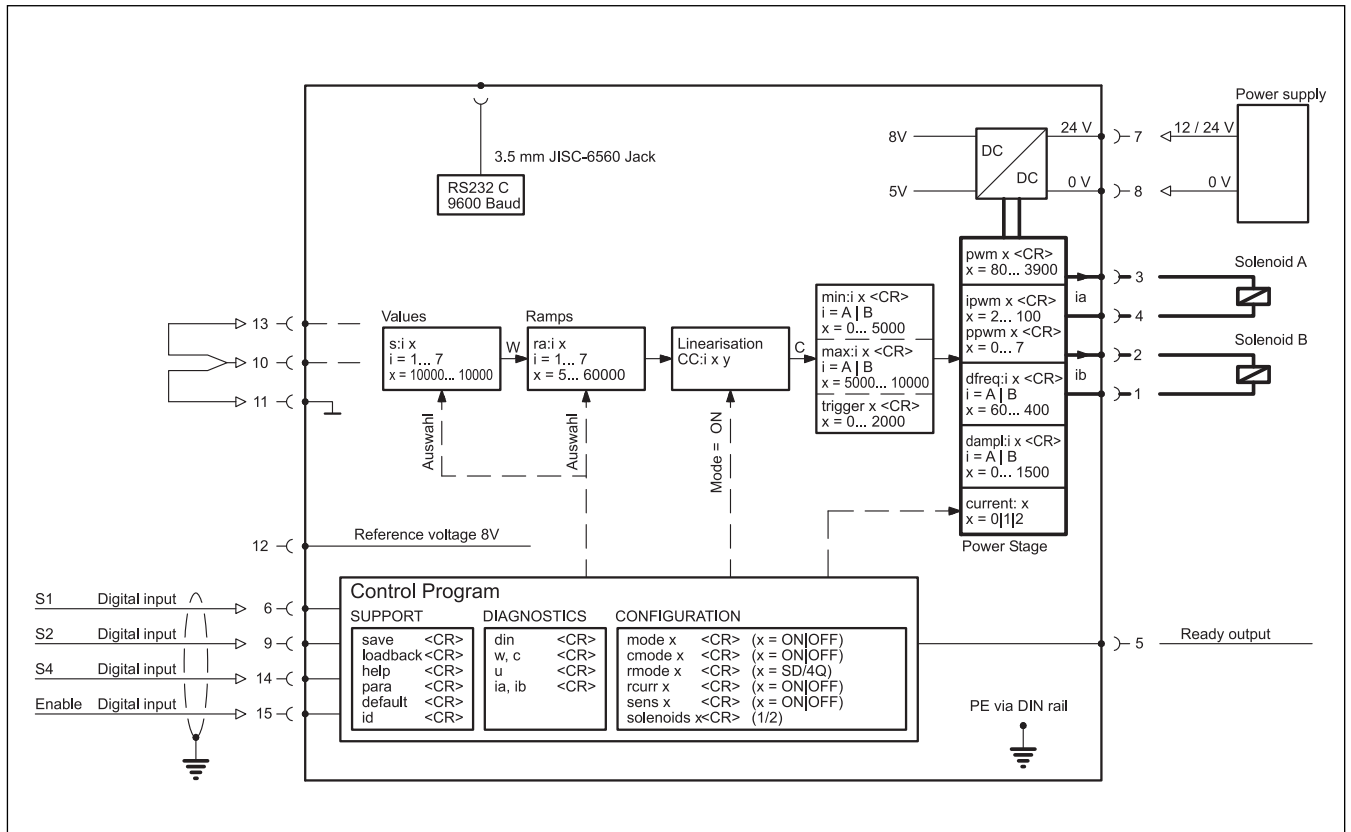 Power supply
3.5 mm JISC-6560 Jack
RS232 C
9600 Baud
8V
5V
DC
DC
24 V
0 V
7
8
12 / 24 V
0 V
13
10
11
Values
s:i x
i = 1... 7
x = 10000... 10000
W
Ramps
ra:i x
i = 1... 7
x = 5... 60000
Linearisation
CC:i x y
C
min:i x <CR>
i = A | B
x = 0... 5000
max:i x <CR>
i = A | B
x = 5000... 10000
trigger x <CR>
x = 0... 2000
pwm x <CR>
x = 80... 3900
ipwm x <CR>
x = 2... 100
ppwm x <CR>
x = 0... 7
dfreq:i x <CR>
i = A | B
x = 60... 400
dampl:i x <CR>
i = A | B
x = 0... 1500
current: x
x = 0|1|2
Power Stage
ia
ib
3
4
2
1
Solenoid A
Solenoid B
Auswahl
Auswahl
Mode = ON
12
Reference voltage 8V
S1 Digital input 6
S2 Digital input 9
S4 Digital input 14
Enable Digital input 15
Control Program
SUPPORT
save <CR>
loadback <CR>
help <CR>
para <CR>
default <CR>
id <CR>
DIAGNOSTICS
din <CR>
w, c <CR>
u <CR>
ia, ib <CR>
CONFIGURATION
mode x <CR> (x = ON|OFF)
cmode x <CR> (x = ON|OFF)
rmode x <CR> (x = SD/4Q)
rcurr x <CR> (x = ON|OFF)
sens x <CR> (x = ON|OFF)
solenoids x<CR> (1/2)
5
Ready output
PE via DIN rail